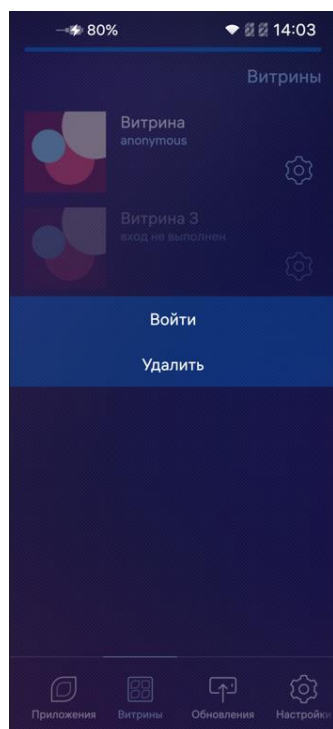 80%
14:03
Витрины
Витрина
anonymous
Витрина 3
вход не выполнен
Войти
Удалить
Приложения
Витрины
Обновления
Настройки